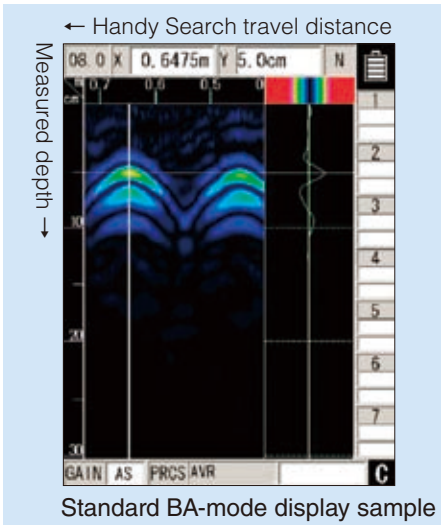 ← Handy Search travel distance
Measured depth →
08.0 X 0.6475m Y 5.0cm N
cm 0.7 0.6 0.5 0
1
2
3
10
4
5
20
6
7
30
GAIN AS PRCS AVR
C
Standard BA-mode display sample